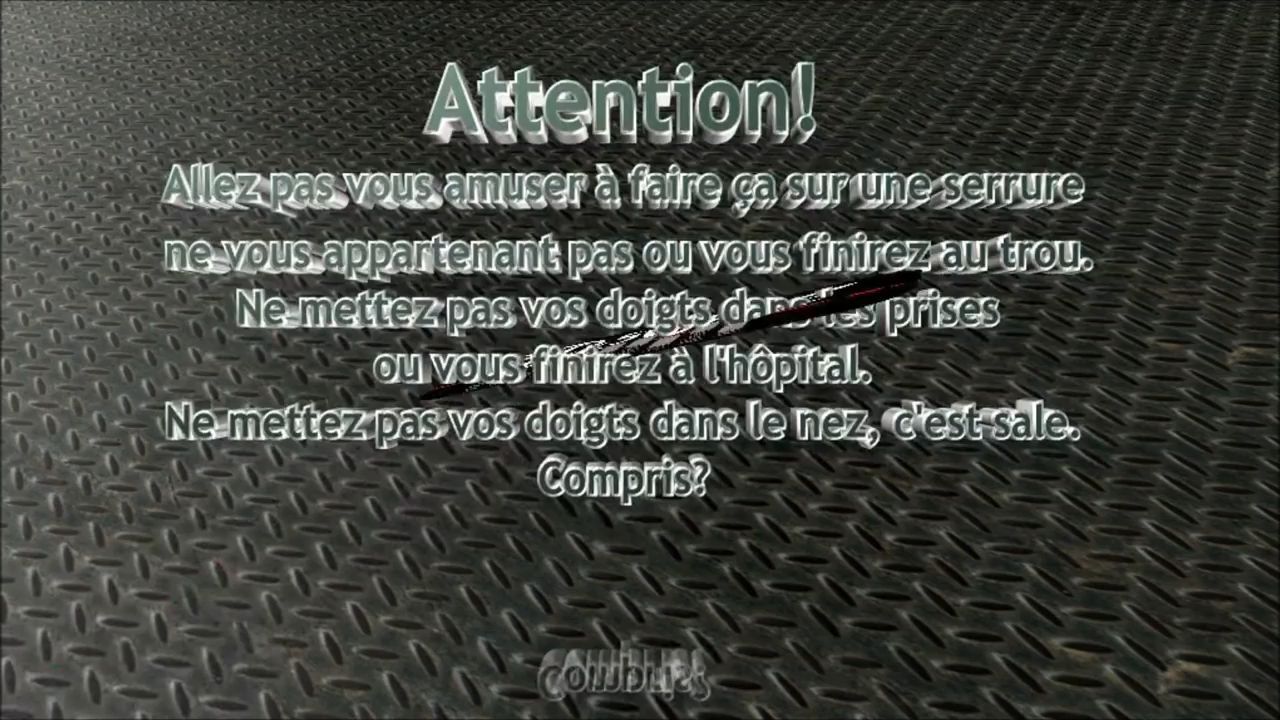 Attention!
Allez pas vous amuser à faire ça sur une serrure
ne vous appartenant pas ou vous finirez au trou.
Ne mettez pas vos doigts dans les prises
ou vous finirez à l'hôpital.
Ne mettez pas vos doigts dans le nez, c'est sale.
Compris?